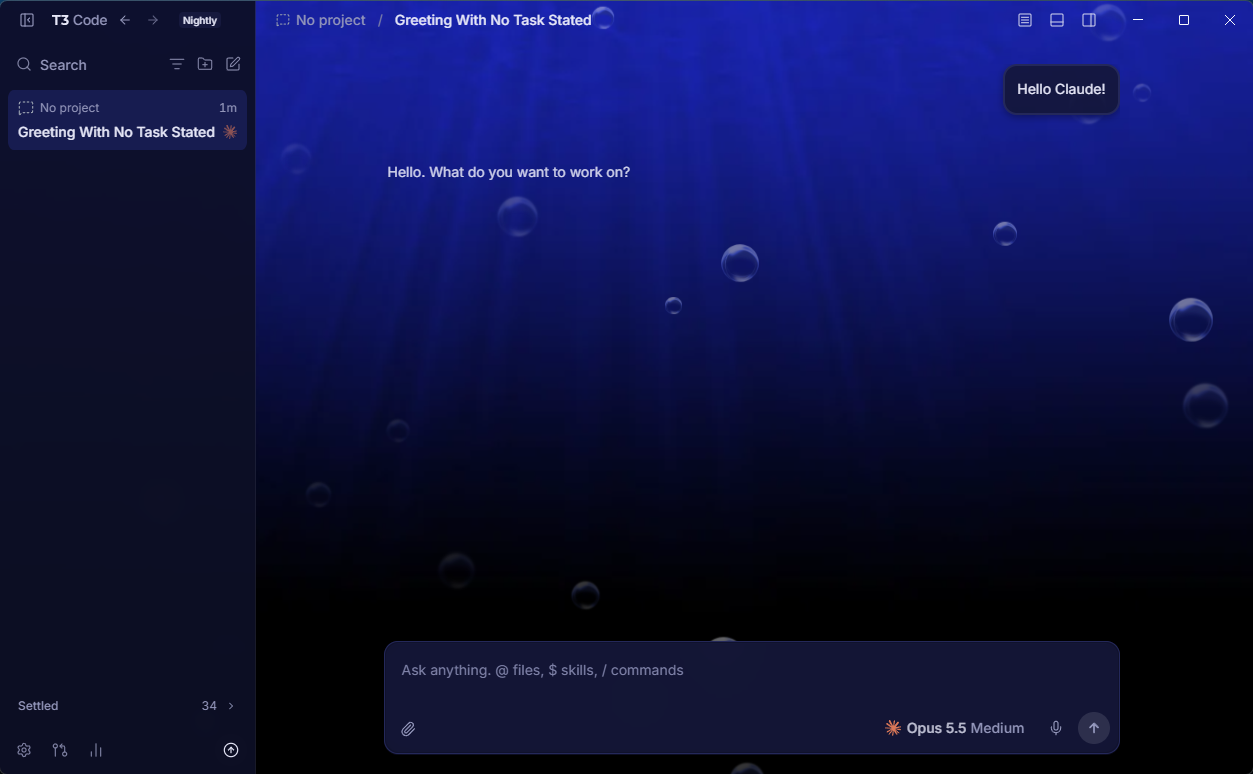 T3 Code
Nightly
No project / Greeting With No Task Stated
Search
No project
1m
Greeting With No Task Stated
Hello Claude!
Hello. What do you want to work on?
Ask anything. @ files, $ skills, / commands
Opus 5.5 Medium
Settled
34